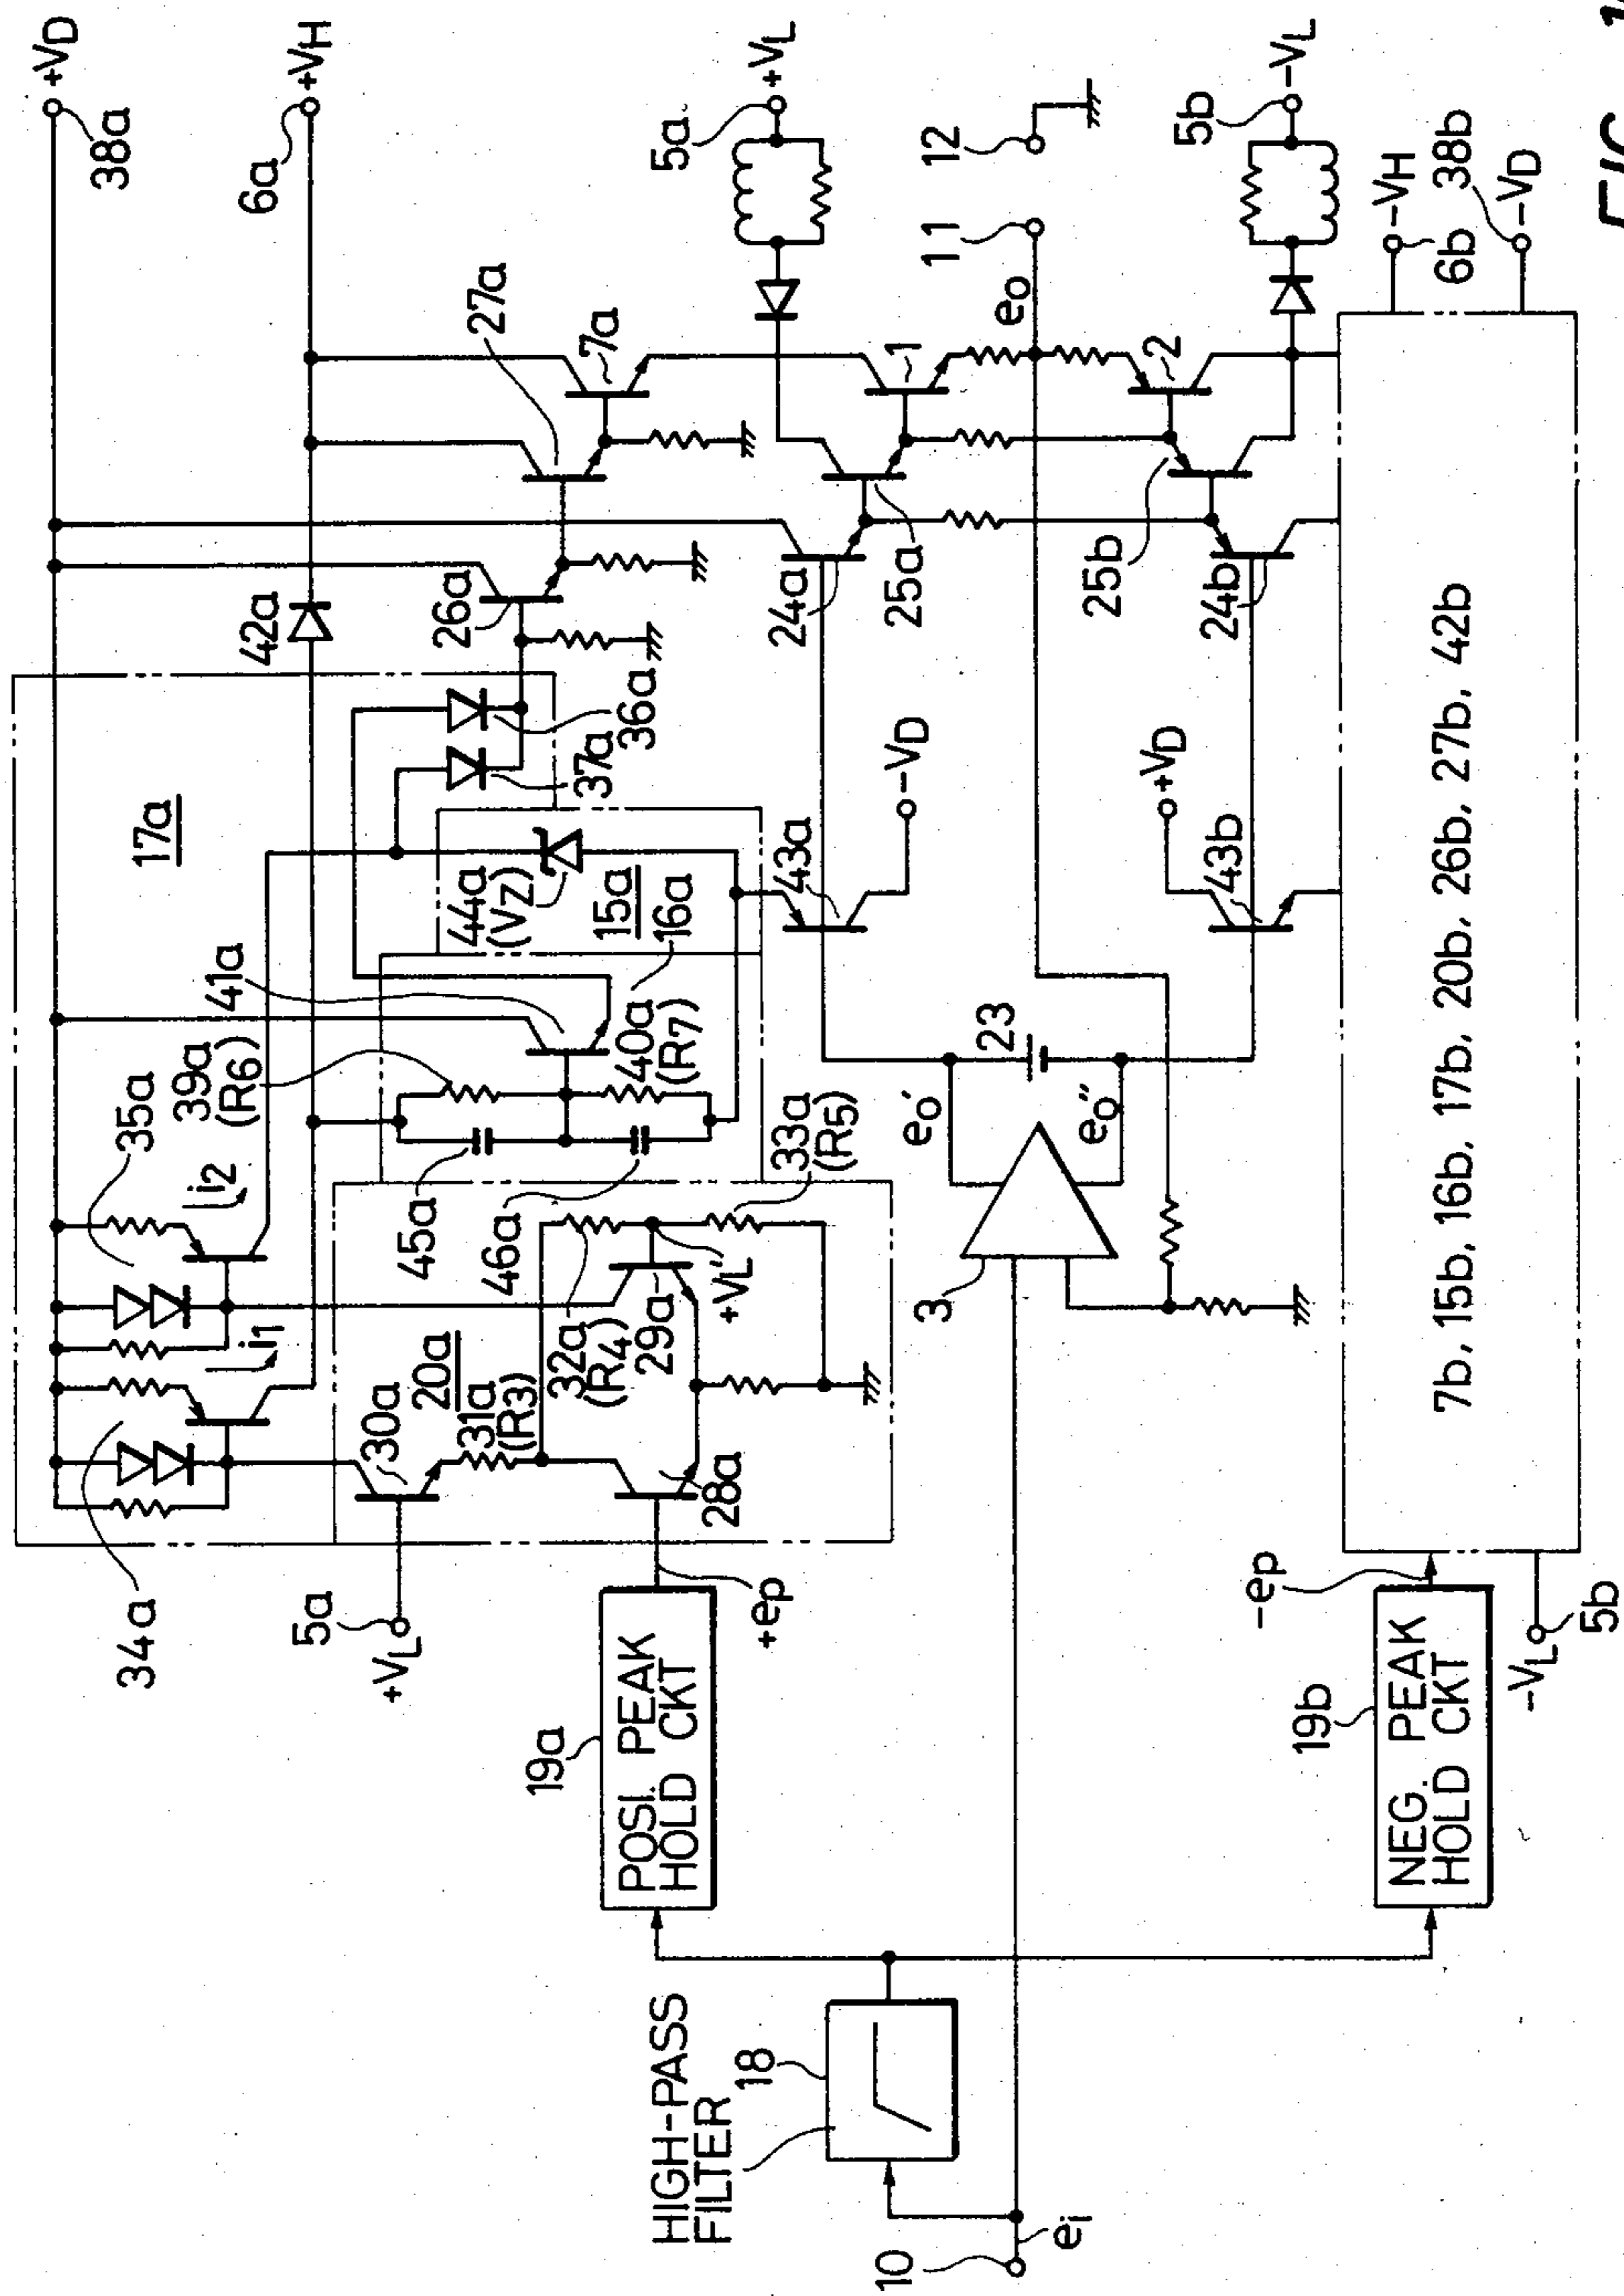 +VD
38a
+VH
6a
42a
27a
7a
26a
36a
37a
17a
44a
(VZ)
15a
16a
41a
40a
(R7)
39a
(R6)
35a
i2
i1
34a
45a
46a
33a
(R5)
32a
(R4)
29a
+VL'
20a
31a
(R3)
30a
28a
5a
+VL
5a
+VL
+ep
19a
POSI. PEAK
HOLD CKT
HIGH-PASS
FILTER
18
10
ei
3
23
eo'
eo"
43a
-VD
+VD
43b
24a
25a
1
eo
11
12
2
25b
24b
5b
-VL
-VH
6b
38b
-VD
7b, 15b, 16b, 17b, 20b, 26b, 27b, 42b
-ep
19b
NEG. PEAK
HOLD CKT
-VL
5b